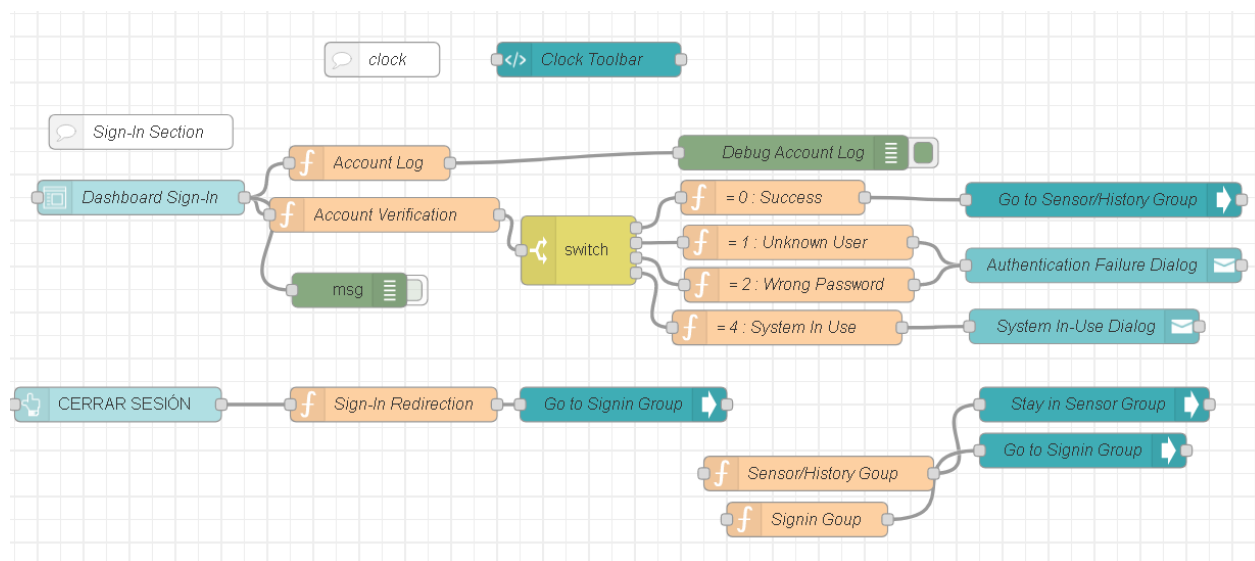 clock
</> Clock Toolbar
Sign-In Section
Dashboard Sign-In
f Account Log
Debug Account Log
f Account Verification
msg
switch
f = 0 : Success
Go to Sensor/History Group
f = 1 : Unknown User
f = 2 : Wrong Password
Authentication Failure Dialog
f = 4 : System In Use
System In-Use Dialog
CERRAR SESIÓN
f Sign-In Redirection
Go to Signin Group
Stay in Sensor Group
Go to Signin Group
f Sensor/History Goup
f Signin Goup